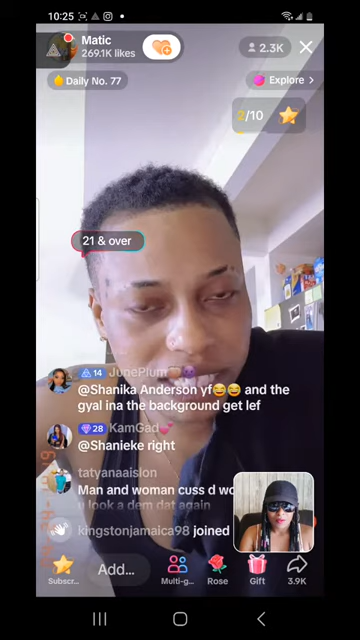 10:25
Matic
269.1K likes
2.3K
Daily No. 77
Explore >
2/10
21 & over
14 JunePlum
@Shanika Anderson yf😂😂 and the
gyal ina the background get lef
28 KamGad💕
@Shanieke right
tatyanaaislon
Man and woman cuss d wo
u look a dem dat again
kingstonjamaica98 joined
Subscr...
Add...
Multi-g...
Rose
Gift
3.9K